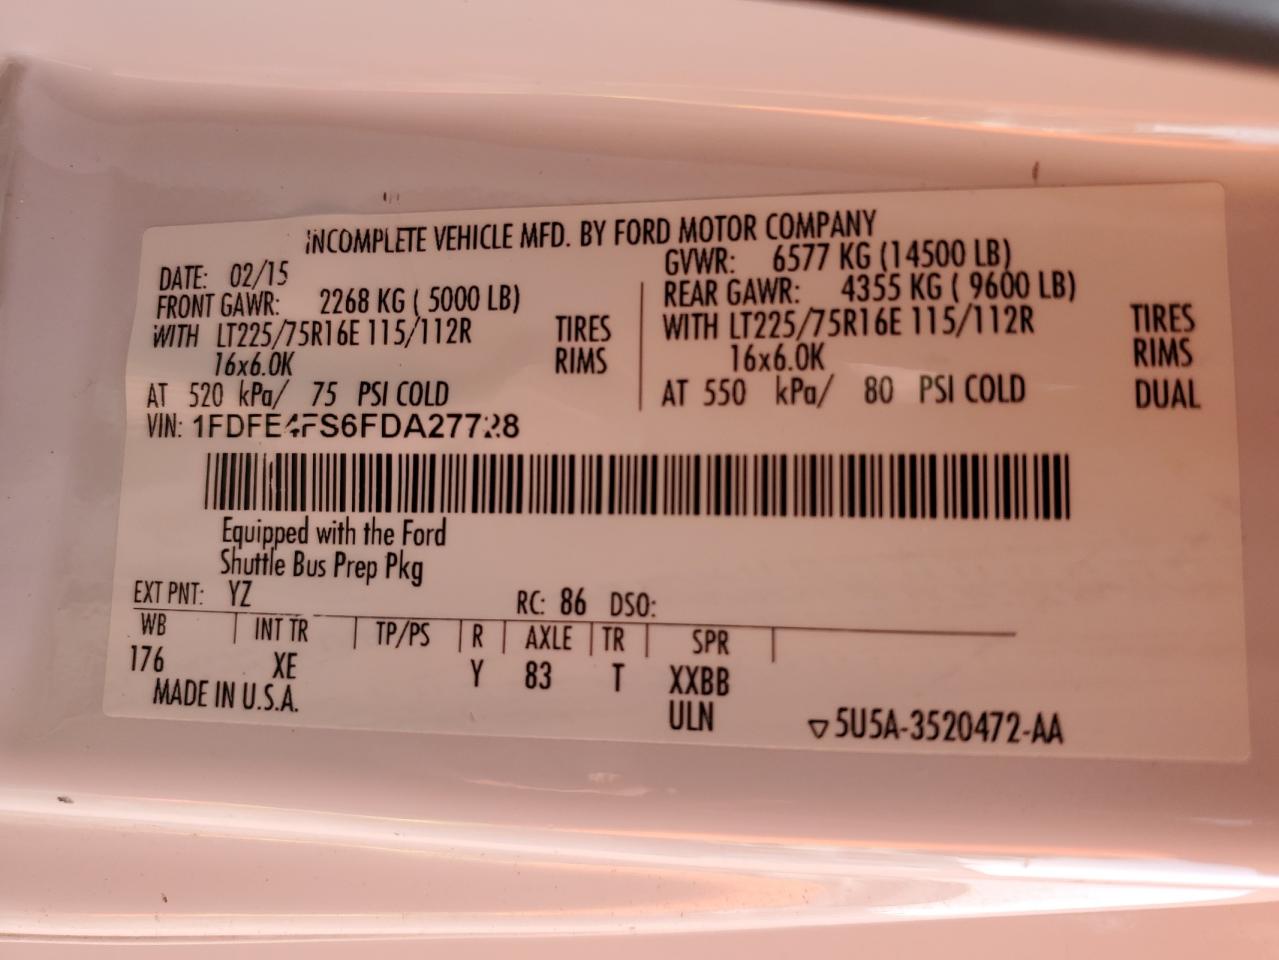 INCOMPLETE VEHICLE MFD. BY FORD MOTOR COMPANY
DATE: 02/15
GVWR: 6577 KG (14500 LB)
FRONT GAWR: 2268 KG ( 5000 LB)
REAR GAWR: 4355 KG ( 9600 LB)
WITH LT225/75R16E 115/112R TIRES
WITH LT225/75R16E 115/112R TIRES
16x6.0K RIMS
16x6.0K RIMS
AT 520 kPa/ 75 PSI COLD
AT 550 kPa/ 80 PSI COLD DUAL
VIN: 1FDFE4FS6FDA27728
Equipped with the Ford
Shuttle Bus Prep Pkg
EXT PNT: YZ RC: 86 DSO:
WB INT TR TP/PS R AXLE TR SPR
176 XE Y 83 T XXBB
MADE IN U.S.A. ULN ▽5U5A-3520472-AA